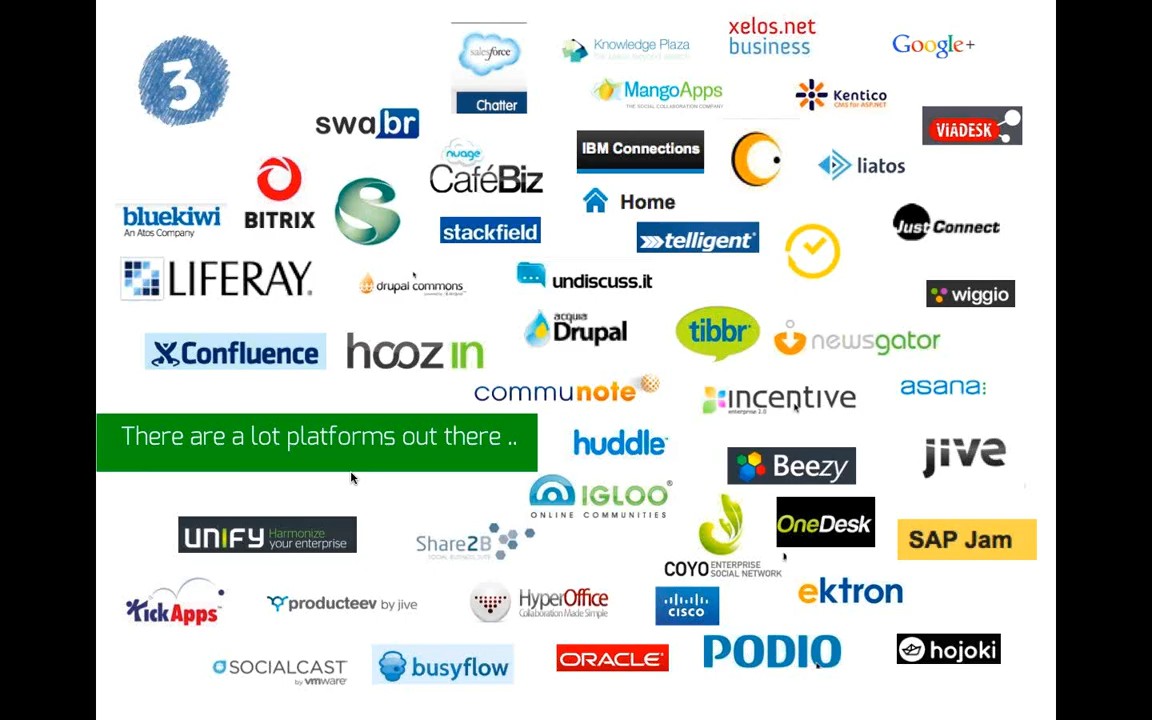 3
salesforce
Chatter
Knowledge Plaza
xelos.net
business
Google+
MangoApps
THE SOCIAL COLLABORATION COMPANY
Kentico
CMS for ASP.NET
swabr
VIADESK
IBM Connections
nuage
CaféBiz
liatos
BITRIX
bluekiwi
An Atos Company
Home
stackfield
telligent
Just Connect
LIFERAY.
drupal commons
undiscuss.it
wiggio
acquia
Drupal
tibbr
newsgator
Confluence
hoozin
communote
incentive
enterprise 2.0
asana:
There are a lot platforms out there ..
huddle
Beezy
jive
IGLOO®
ONLINE COMMUNITIES
UNIFY Harmonize
your enterprise
Share2B
OneDesk
SAP Jam
COYO ENTERPRISE
SOCIAL NETWORK
KickApps
producteev by jive
HyperOffice
Collaboration Made Simple
CISCO
ektron
SOCIALCAST
by vmware
busyflow
ORACLE
PODIO
hojoki